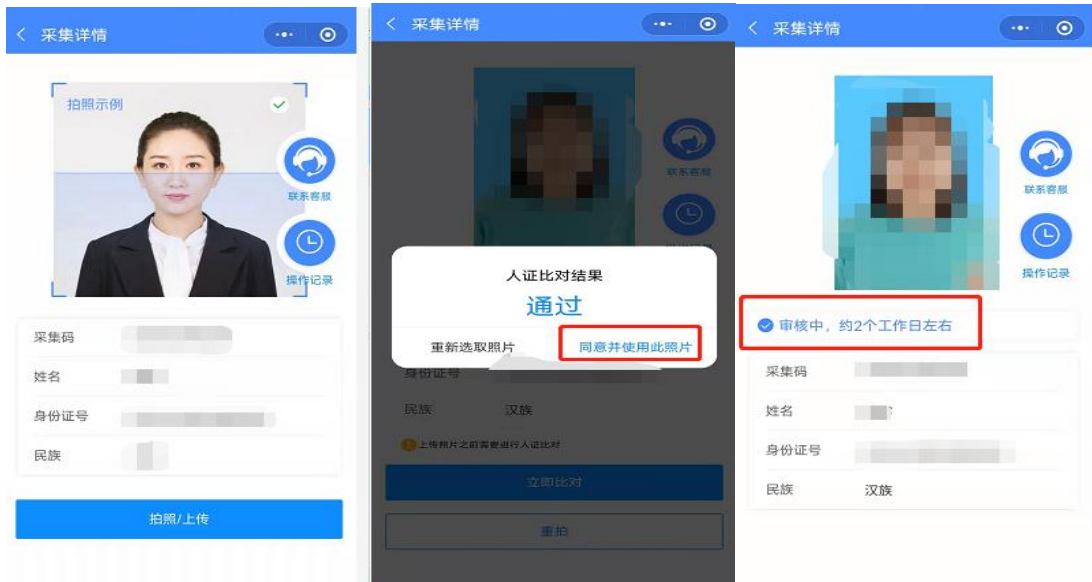 采集详情
拍照示例
联系客服
操作记录
采集码
姓名
身份证号
民族
拍照/上传
采集详情
联系客服
人证比对结果
通过
重新选取照片
同意并使用此照片
身份证号
民族 汉族
上传照片之前需要进行人证比对
立即比对
重拍
采集详情
联系客服
操作记录
审核中，约2个工作日左右
采集码
姓名
身份证号
民族 汉族